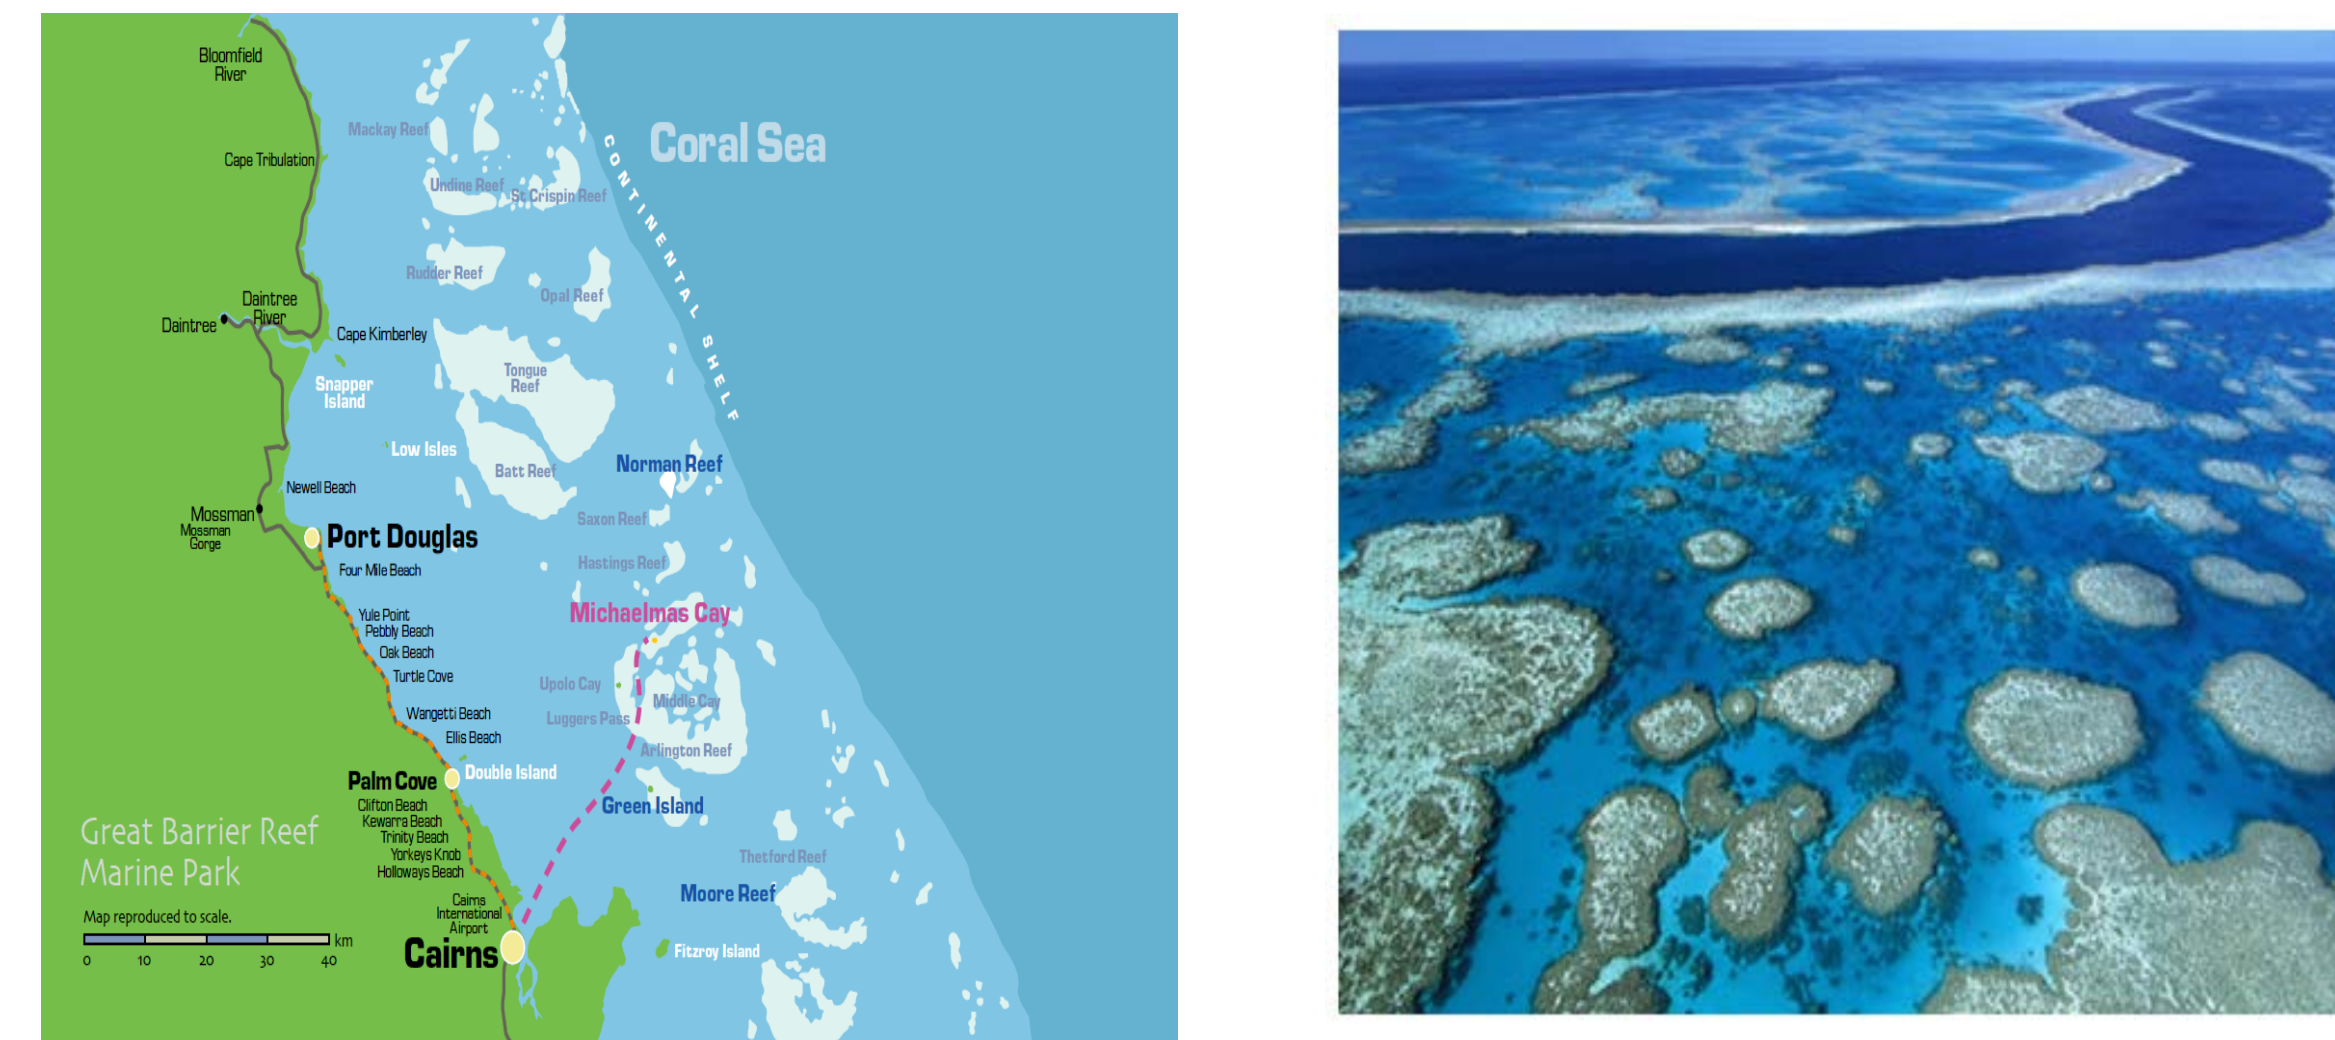 Bloomfield
River
Mackay Reef
Coral Sea
CONTINENTAL SHELF
Cape Tribulation
Undine Reef
St Crispin Reef
Rudder Reef
Opal Reef
Daintree
River
Daintree
Cape Kimberley
Tongue
Reef
Snapper
Island
Low Isles
Batt Reef
Norman Reef
Newell Beach
Mossman
Mossman
Gorge
Saxon Reef
Port Douglas
Hastings Reef
Four Mile Beach
Michaelmas Cay
Yule Point
Pebbly Beach
Oak Beach
Turtle Cove
Upolo Cay
Middle Cay
Wangetti Beach
Luggers Pass
Ellis Beach
Arlington Reef
Palm Cove
Double Island
Clifton Beach
Green Island
Kewarra Beach
Trinity Beach
Yorkeys Knob
Holloways Beach
Great Barrier Reef
Marine Park
Thetford Reef
Moore Reef
Cairns
International
Airport
Map reproduced to scale.
km
0 10 20 30 40
Cairns
Fitzroy Island